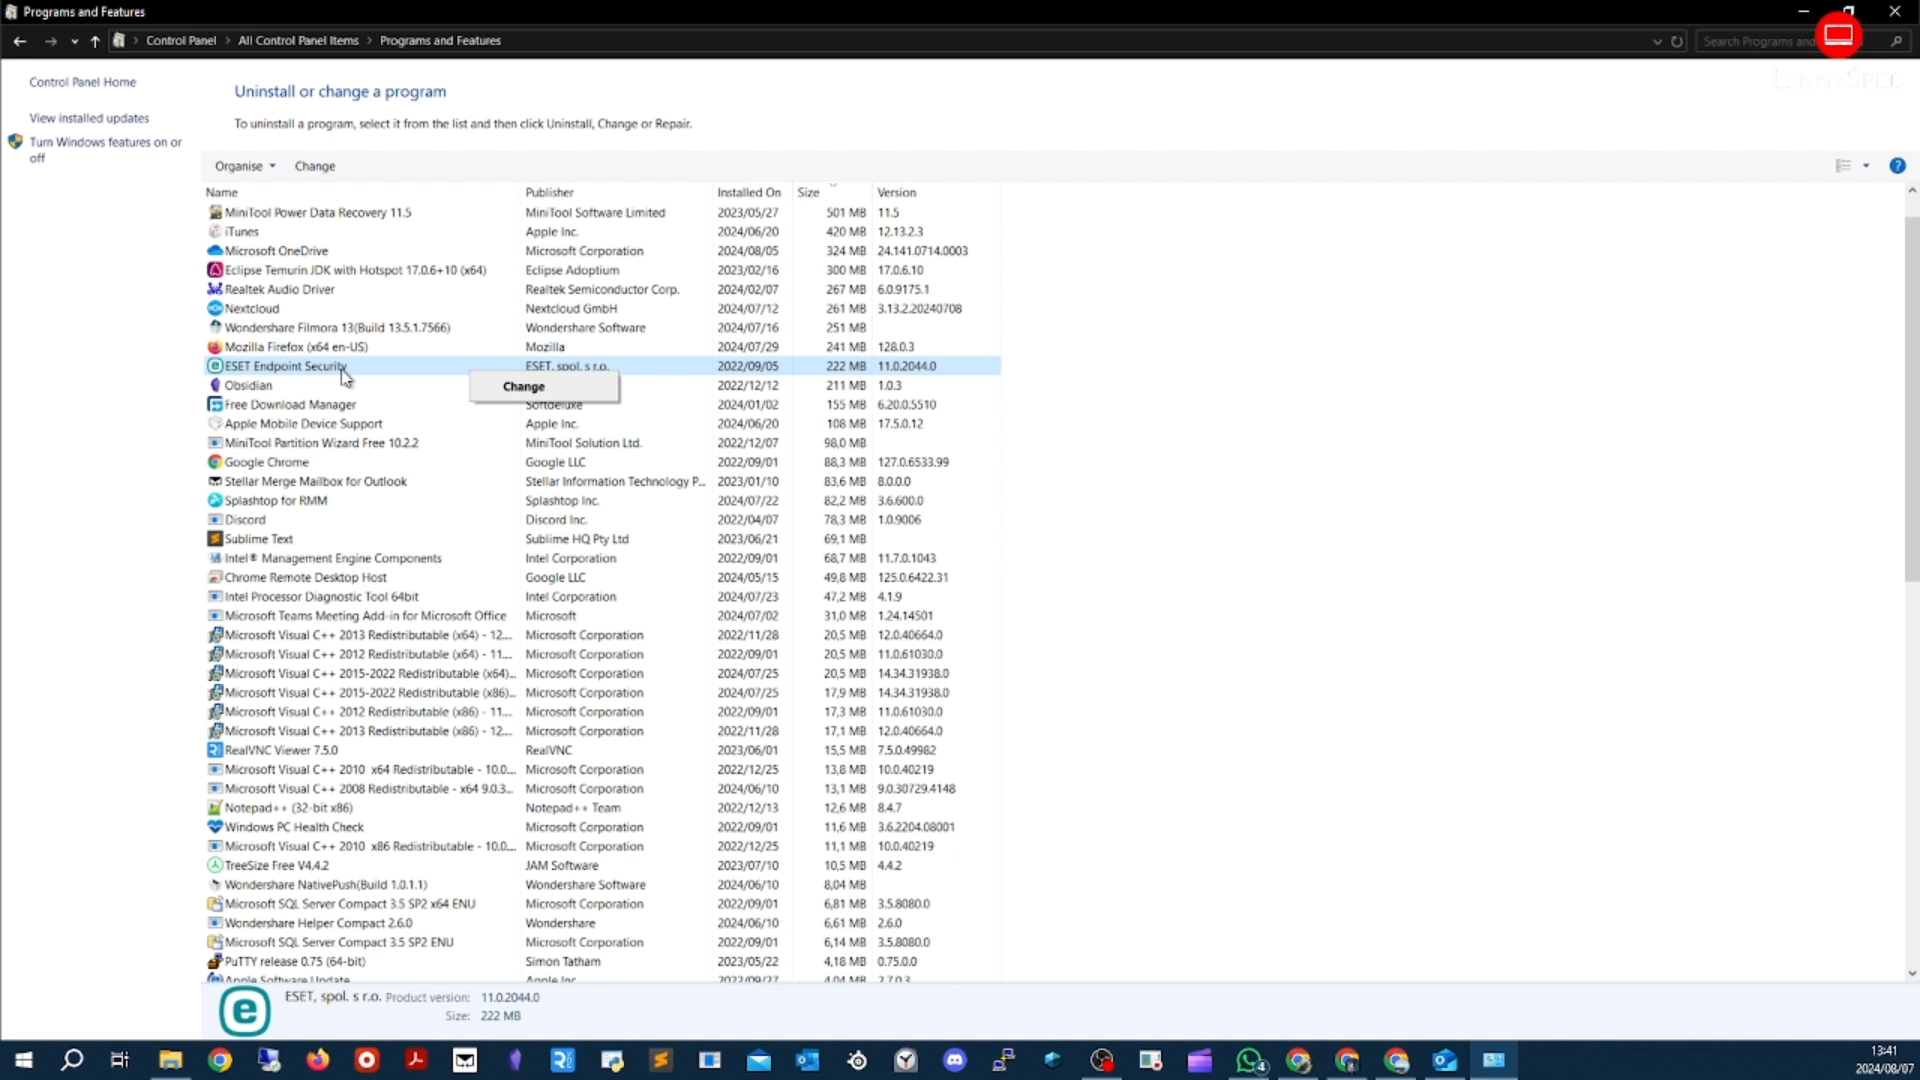 Programs and Features
Control Panel > All Control Panel Items > Programs and Features
Search Programs and
Control Panel Home
View installed updates
Turn Windows features on or
off
Uninstall or change a program
To uninstall a program, select it from the list and then click Uninstall, Change or Repair.
Organise Change
Name Publisher Installed On Size Version
MiniTool Power Data Recovery 11.5 MiniTool Software Limited 2023/05/27 501 MB 11.5
iTunes Apple Inc. 2024/06/20 420 MB 12.13.2.3
Microsoft OneDrive Microsoft Corporation 2024/08/05 324 MB 24.141.0714.0003
Eclipse Temurin JDK with Hotspot 17.0.6+10 (x64) Eclipse Adoptium 2023/02/16 300 MB 17.0.6.10
Realtek Audio Driver Realtek Semiconductor Corp. 2024/02/07 267 MB 6.0.9175.1
Nextcloud Nextcloud GmbH 2024/07/12 261 MB 3.13.2.20240708
Wondershare Filmora 13(Build 13.5.1.7566) Wondershare Software 2024/07/16 251 MB
Mozilla Firefox (x64 en-US) Mozilla 2024/07/29 241 MB 128.0.3
ESET Endpoint Security ESET, spol. s r.o. 2022/09/05 222 MB 11.0.2044.0
Change
Obsidian 2022/12/12 211 MB 1.0.3
Free Download Manager Softdeluxe 2024/01/02 155 MB 6.20.0.5510
Apple Mobile Device Support Apple Inc. 2024/06/20 108 MB 17.5.0.12
MiniTool Partition Wizard Free 10.2.2 MiniTool Solution Ltd. 2022/12/07 98,0 MB
Google Chrome Google LLC 2022/09/01 88,3 MB 127.0.6533.99
Stellar Merge Mailbox for Outlook Stellar Information Technology P... 2023/01/10 83,6 MB 8.0.0.0
Splashtop for RMM Splashtop Inc. 2024/07/22 82,2 MB 3.6.600.0
Discord Discord Inc. 2022/04/07 78,3 MB 1.0.9006
Sublime Text Sublime HQ Pty Ltd 2023/06/21 69,1 MB
Intel® Management Engine Components Intel Corporation 2022/09/01 68,7 MB 11.7.0.1043
Chrome Remote Desktop Host Google LLC 2024/05/15 49,8 MB 125.0.6422.31
Intel Processor Diagnostic Tool 64bit Intel Corporation 2024/07/23 47,2 MB 4.1.9
Microsoft Teams Meeting Add-in for Microsoft Office Microsoft 2024/07/02 31,0 MB 1.24.14501
Microsoft Visual C++ 2013 Redistributable (x64) - 12... Microsoft Corporation 2022/11/28 20,5 MB 12.0.40664.0
Microsoft Visual C++ 2012 Redistributable (x64) - 11... Microsoft Corporation 2022/09/01 20,5 MB 11.0.61030.0
Microsoft Visual C++ 2015-2022 Redistributable (x64)... Microsoft Corporation 2024/07/25 20,5 MB 14.34.31938.0
Microsoft Visual C++ 2015-2022 Redistributable (x86)... Microsoft Corporation 2024/07/25 17,9 MB 14.34.31938.0
Microsoft Visual C++ 2012 Redistributable (x86) - 11... Microsoft Corporation 2022/09/01 17,3 MB 11.0.61030.0
Microsoft Visual C++ 2013 Redistributable (x86) - 12... Microsoft Corporation 2022/11/28 17,1 MB 12.0.40664.0
RealVNC Viewer 7.5.0 RealVNC 2023/06/01 15,5 MB 7.5.0.49982
Microsoft Visual C++ 2010 x64 Redistributable - 10.0... Microsoft Corporation 2022/12/25 13,8 MB 10.0.40219
Microsoft Visual C++ 2008 Redistributable - x64 9.0.3... Microsoft Corporation 2024/06/10 13,1 MB 9.0.30729.4148
Notepad++ (32-bit x86) Notepad++ Team 2022/12/13 12,6 MB 8.4.7
Windows PC Health Check Microsoft Corporation 2022/09/01 11,6 MB 3.6.2204.08001
Microsoft Visual C++ 2010 x86 Redistributable - 10.0... Microsoft Corporation 2022/12/25 11,1 MB 10.0.40219
TreeSize Free V4.4.2 JAM Software 2023/07/10 10,5 MB 4.4.2
Wondershare NativePush(Build 1.0.1.1) Wondershare Software 2024/06/10 8,04 MB
Microsoft SQL Server Compact 3.5 SP2 x64 ENU Microsoft Corporation 2022/09/01 6,81 MB 3.5.8080.0
Wondershare Helper Compact 2.6.0 Wondershare 2024/06/10 6,61 MB 2.6.0
Microsoft SQL Server Compact 3.5 SP2 ENU Microsoft Corporation 2022/09/01 6,14 MB 3.5.8080.0
PuTTY release 0.75 (64-bit) Simon Tatham 2023/05/22 4,18 MB 0.75.0.0
Apple Software Update Apple Inc. 2022/09/27 4,04 MB 2.7.0.3
ESET, spol. s r.o. Product version: 11.0.2044.0
Size: 222 MB
4
13:41
2024/08/07